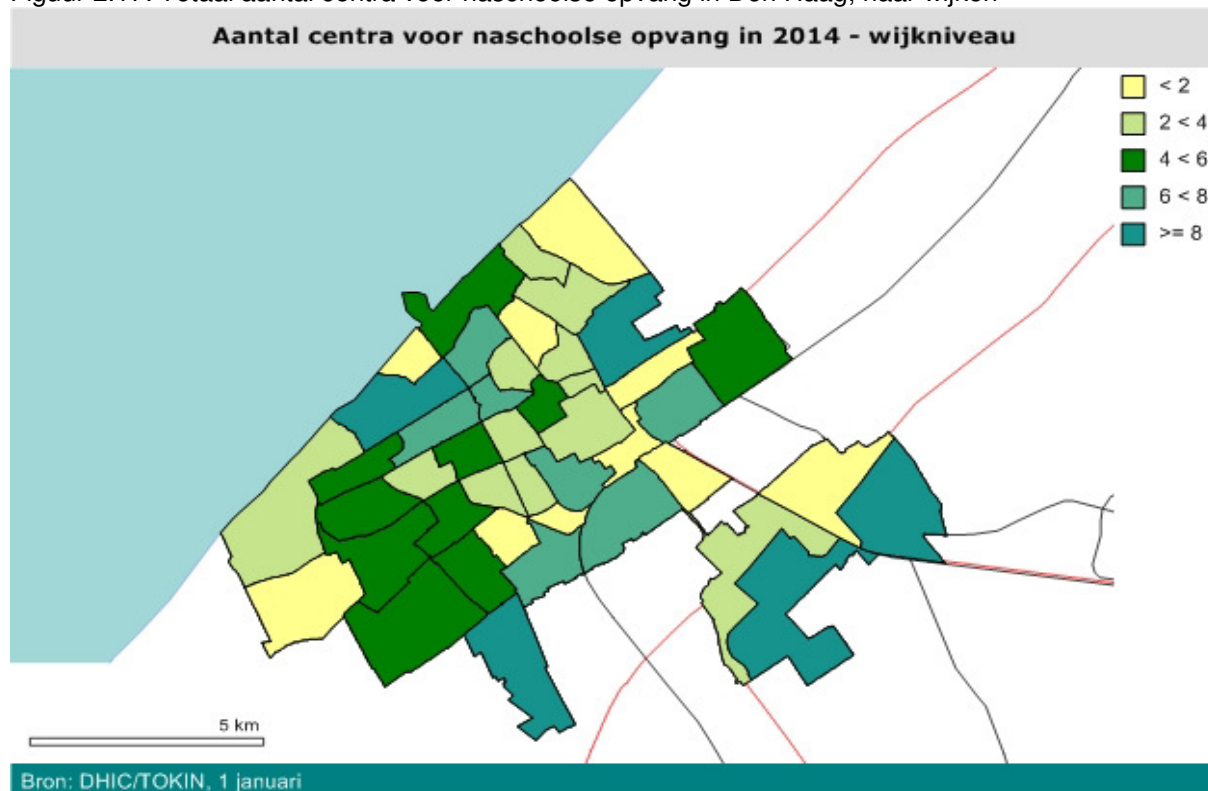 Aantal centra voor naschoolse opvang in 2014 - wijkniveau
< 2
2 < 4
4 < 6
6 < 8
>= 8
5 km
Bron: DHIC/TOKIN, 1 januari